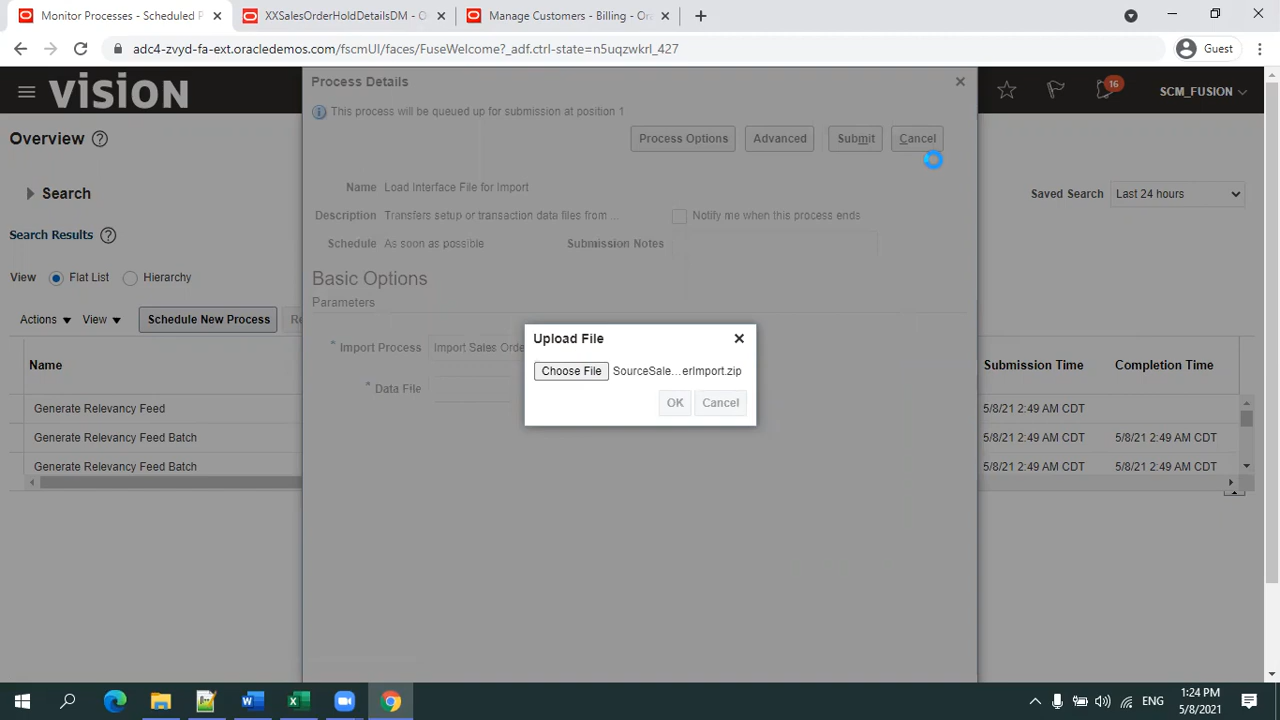 Monitor Processes - Scheduled P
XXSalesOrderHoldDetailsDM - O
Manage Customers - Billing - Ora
adc4-zvyd-fa-ext.oracledemos.com/fscmUI/faces/FuseWelcome?_adf.ctrl-state=n5uqzwkrl_427
Guest
vision
16
SCM_FUSION
Overview
Search
Saved Search
Last 24 hours
Search Results
View
Flat List
Hierarchy
Actions
View
Schedule New Process
Re
Name
Submission Time
Completion Time
Generate Relevancy Feed
5/8/21 2:49 AM CDT
Generate Relevancy Feed Batch
5/8/21 2:49 AM CDT
5/8/21 2:49 AM CDT
Generate Relevancy Feed Batch
5/8/21 2:49 AM CDT
5/8/21 2:49 AM CDT
Process Details
This process will be queued up for submission at position 1
Process Options
Advanced
Submit
Cancel
Name
Load Interface File for Import
Description
Transfers setup or transaction data files from ...
Notify me when this process ends
Schedule
As soon as possible
Submission Notes
Basic Options
Parameters
* Import Process
Import Sales Orde
* Data File
Upload File
Choose File
SourceSale...erImport.zip
OK
Cancel
ENG
1:24 PM
5/8/2021